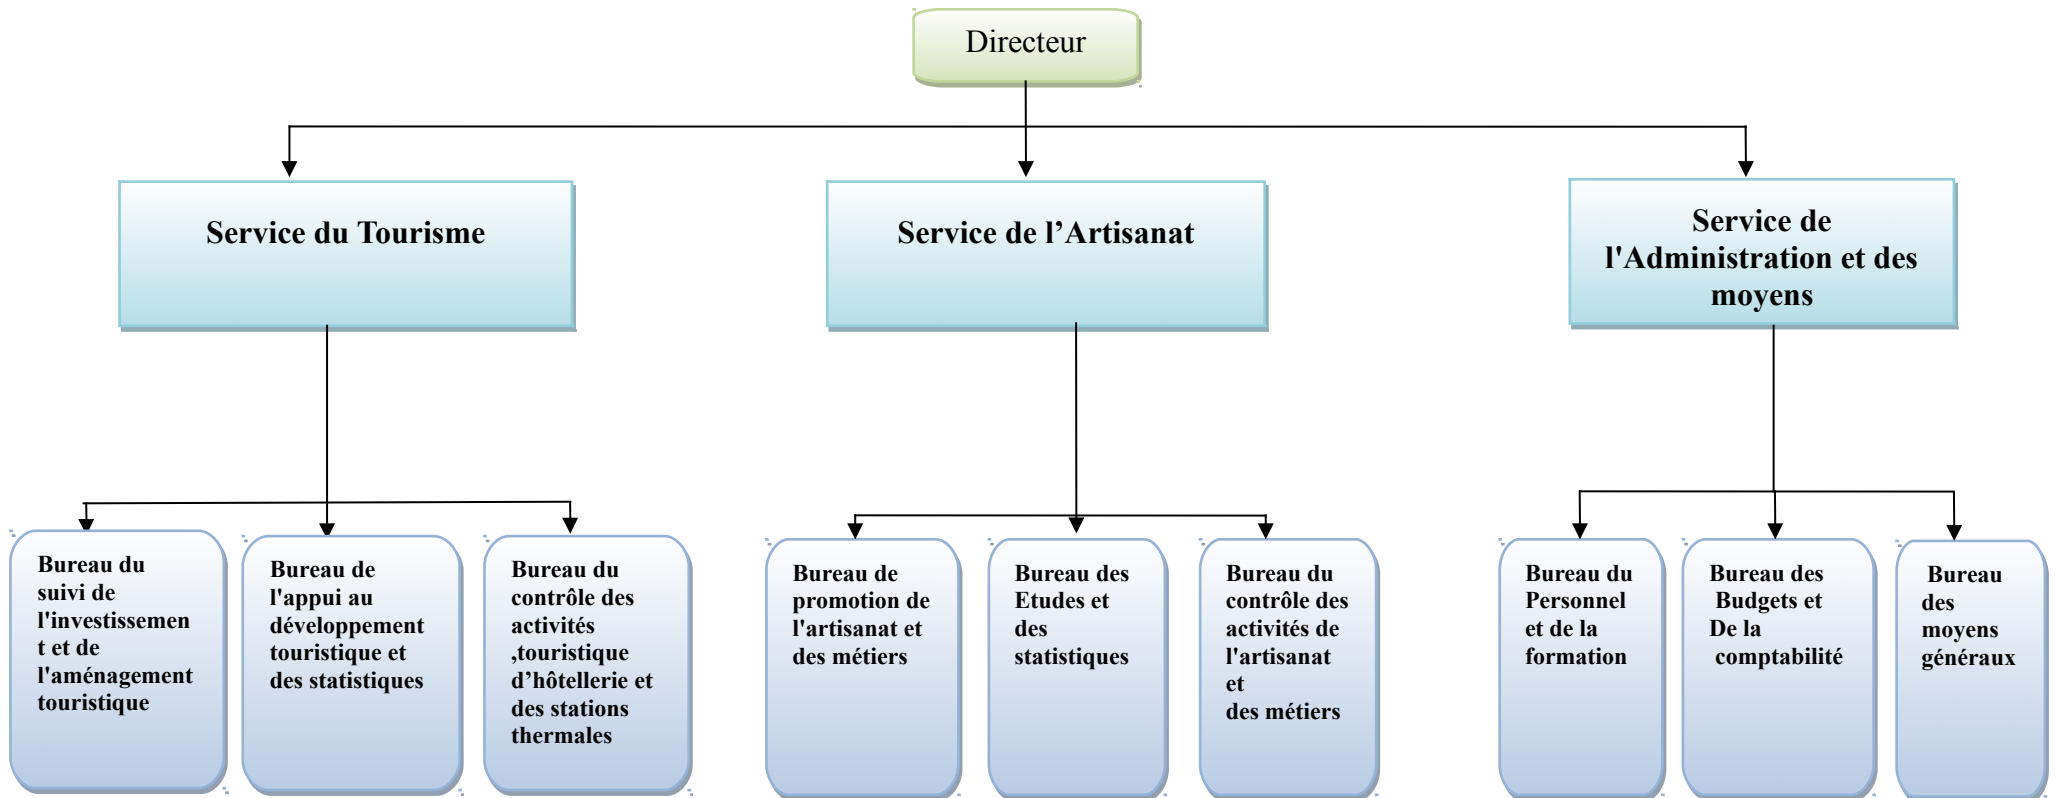 Directeur
Service du Tourisme
Service de l’Artisanat
Service de
l'Administration et des
moyens
Bureau du
suivi de
l'investissemen
t et de
l'aménagement
touristique
Bureau de
l'appui au
développement
touristique et
des statistiques
Bureau du
contrôle des
activités
,touristique
d’hôtellerie et
des stations
thermales
Bureau de
promotion de
l'artisanat et
des métiers
Bureau des
Etudes et
des
statistiques
Bureau du
contrôle des
activités de
l'artisanat
et
des métiers
Bureau du
Personnel
et de la
formation
Bureau des
Budgets et
De la
comptabilité
Bureau
des
moyens
généraux